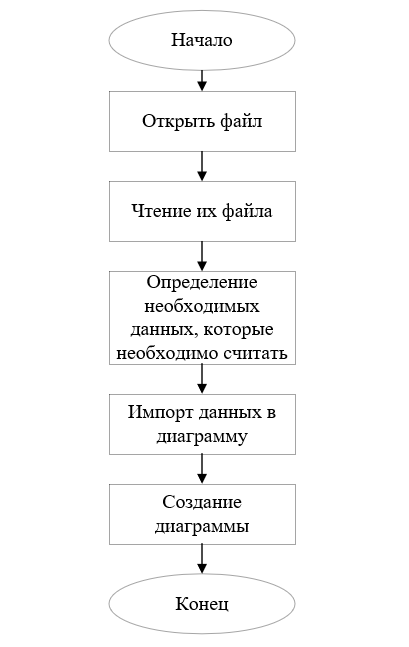 Начало
Открыть файл
Чтение их файла
Определение
необходимых
данных, которые
необходимо считать
Импорт данных в
диаграмму
Создание
диаграммы
Конец